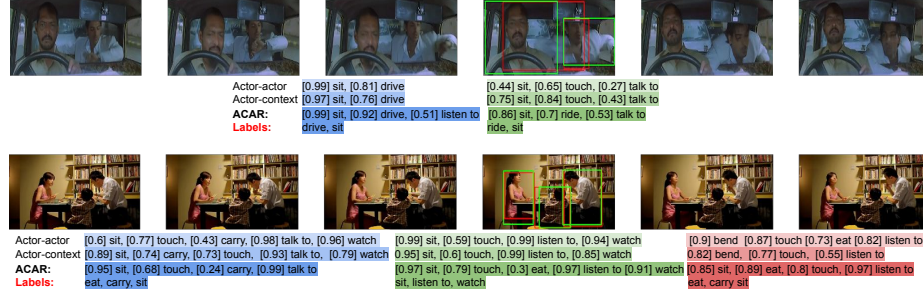 Actor-actor [0.99] sit, [0.81] drive [0.44] sit, [0.65] touch, [0.27] talk to
Actor-context [0.97] sit, [0.76] drive [0.75] sit, [0.84] touch, [0.43] talk to
ACAR: [0.99] sit, [0.92] drive, [0.51] listen to [0.86] sit, [0.7] ride, [0.53] talk to
Labels: drive, sit ride, sit
Actor-actor [0.6] sit, [0.77] touch, [0.43] carry, [0.98] talk to, [0.96] watch [0.99] sit, [0.59] touch, [0.99] listen to, [0.94] watch [0.9] bend [0.87] touch [0.73] eat [0.82] listen to
Actor-context [0.89] sit, [0.74] carry, [0.73] touch, [0.93] talk to, [0.79] watch [0.95] sit, [0.6] touch, [0.99] listen to, [0.85] watch 0.82] bend, [0.77] touch, [0.55] listen to
ACAR: [0.95] sit, [0.68] touch, [0.24] carry, [0.99] talk to [0.97] sit, [0.79] touch, [0.3] eat, [0.97] listen to [0.91] watch [0.85] sit, [0.89] eat, [0.8] touch, [0.97] listen to
Labels: eat, carry, sit sit, listen to, watch eat, carry sit